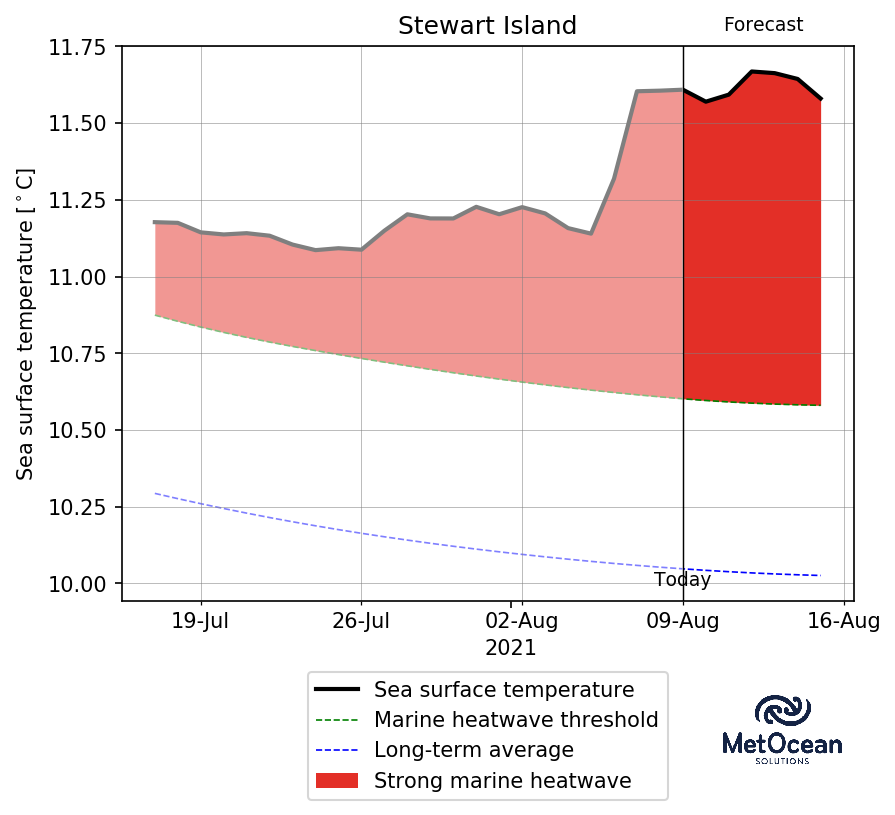 Stewart Island
Forecast
11.75
11.50
11.25
11.00
10.75
10.50
10.25
10.00
Sea surface temperature [°C]
Today
19-Jul 26-Jul 02-Aug 09-Aug 16-Aug
2021
Sea surface temperature
Marine heatwave threshold
Long-term average
Strong marine heatwave
MetOcean
SOLUTIONS